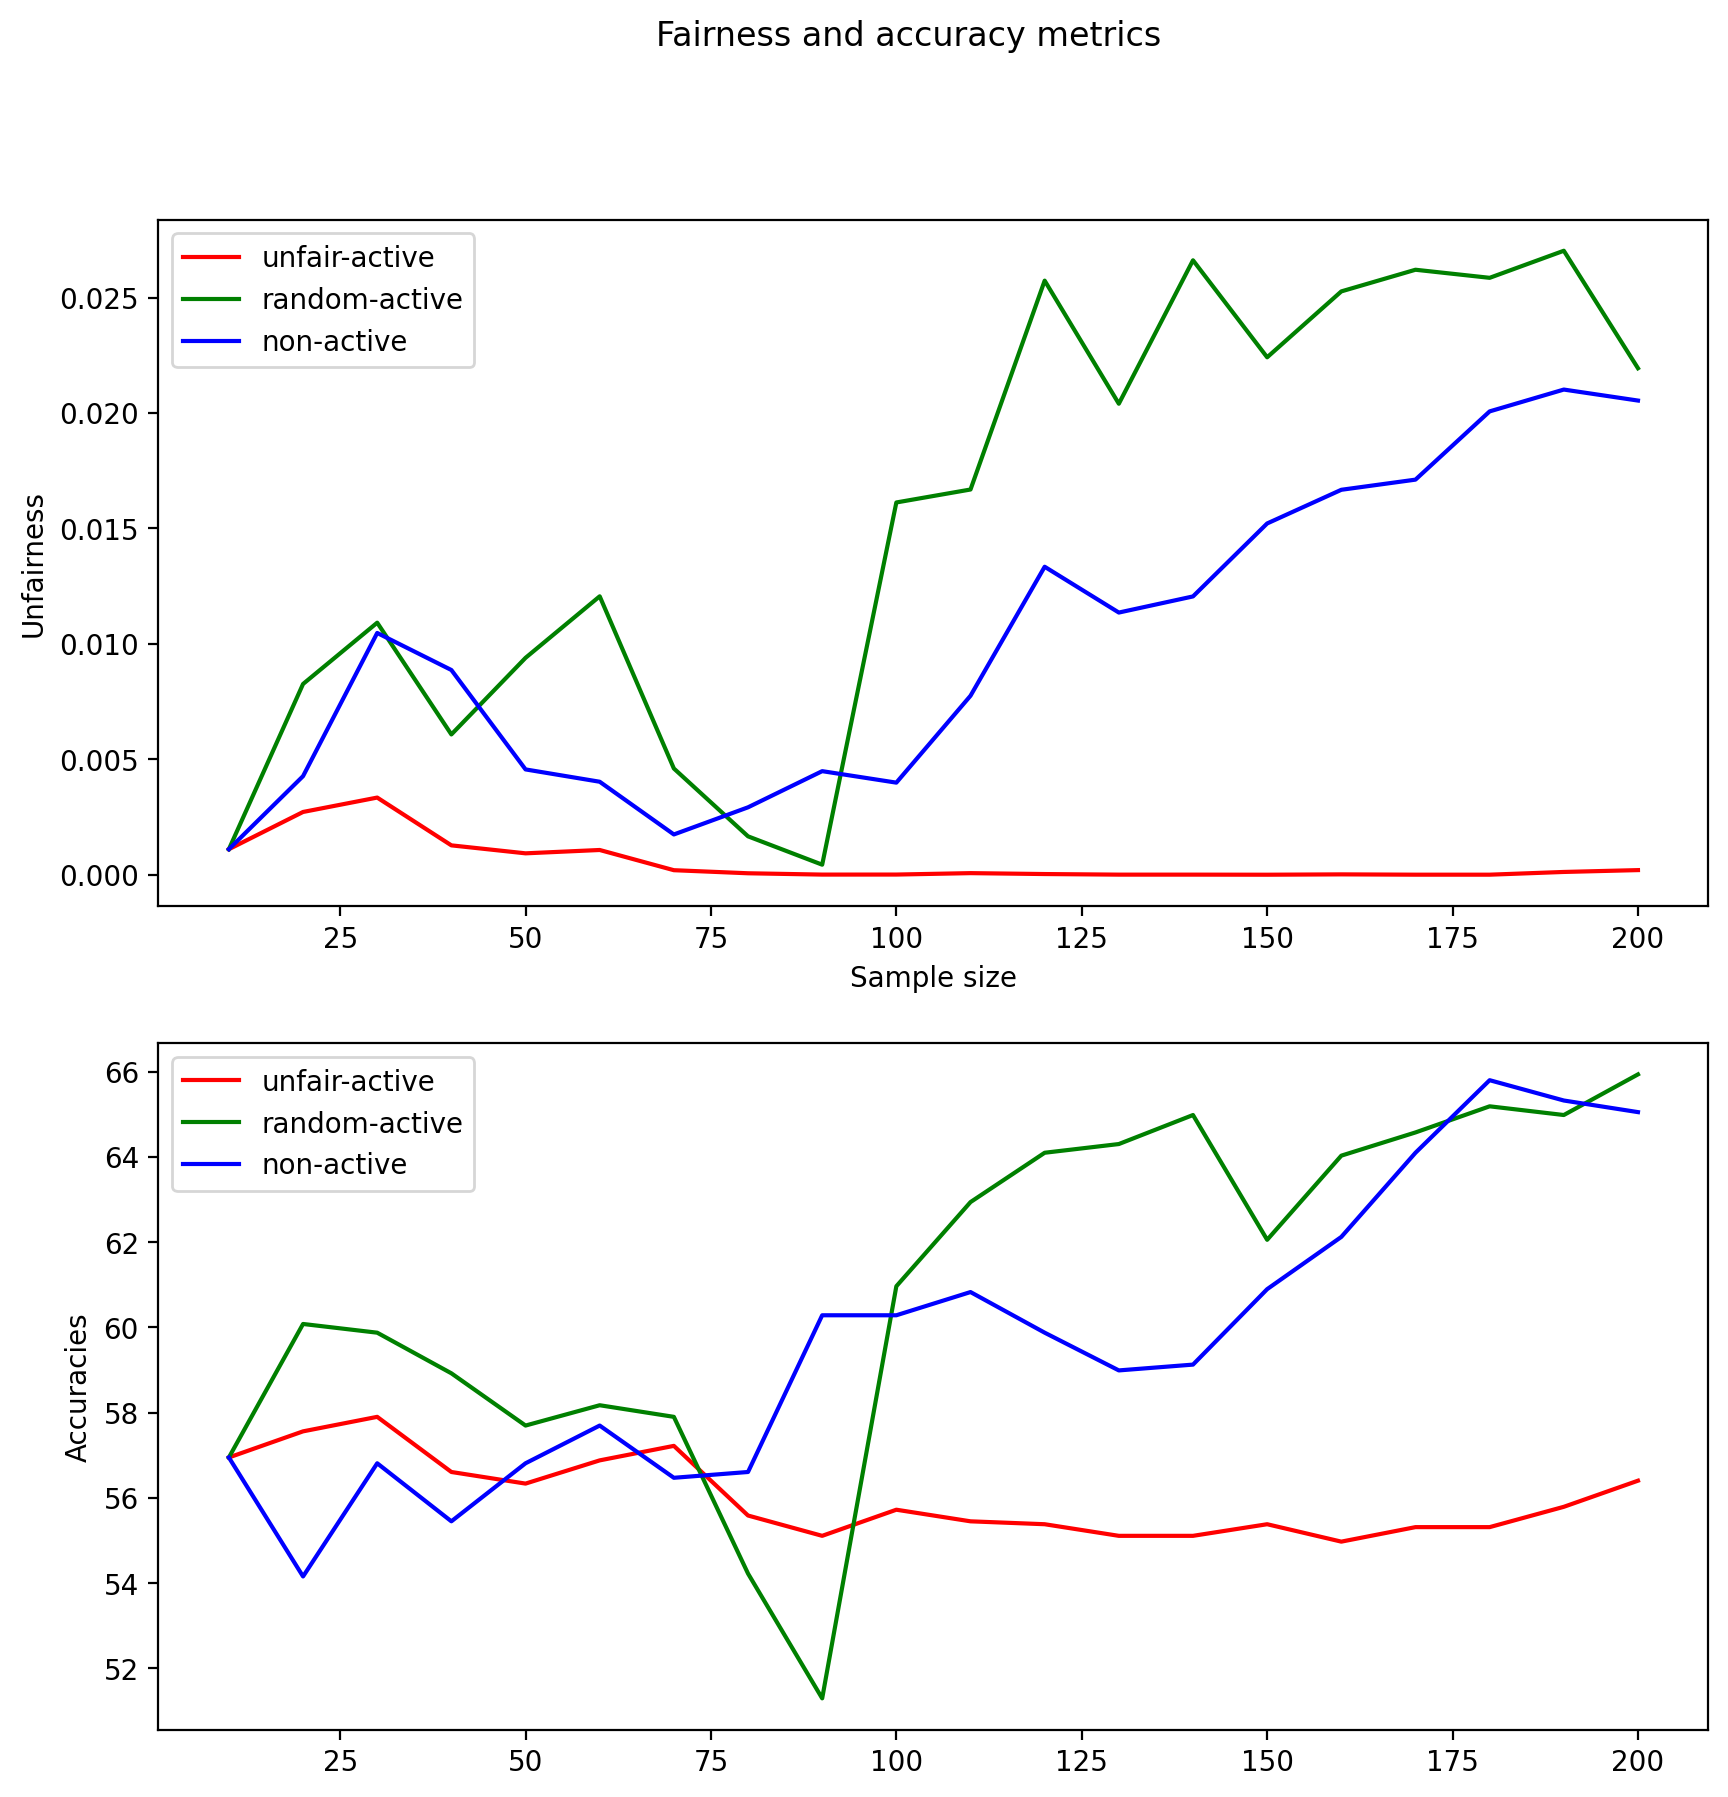 Fairness and accuracy metrics
unfair-active
random-active
non-active
0.025
0.020
0.015
0.010
0.005
0.000
Unfairness
25 50 75 100 125 150 175 200
Sample size
unfair-active
random-active
non-active
66
64
62
60
58
56
54
52
Accuracies
25 50 75 100 125 150 175 200